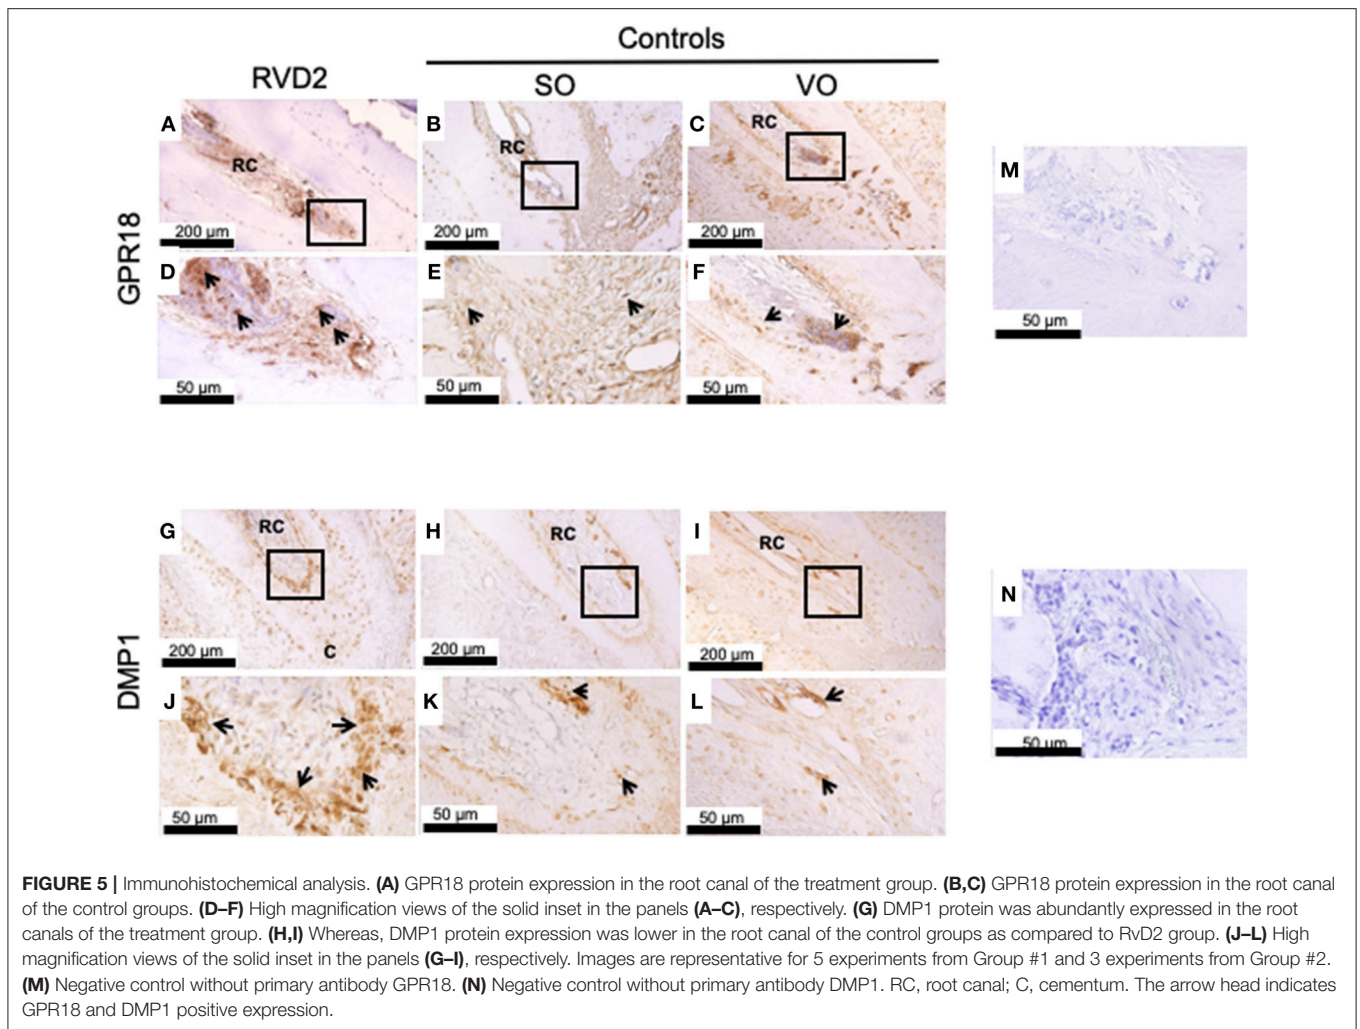 Controls
RVD2
SO
VO
GPR18
A
RC
200 µm
B
RC
200 µm
C
RC
200 µm
M
50 µm
D
50 µm
E
50 µm
F
50 µm
DMP1
G
RC
C
200 µm
H
RC
200 µm
I
RC
200 µm
N
50 µm
J
50 µm
K
50 µm
L
50 µm
FIGURE 5 | Immunohistochemical analysis. (A) GPR18 protein expression in the root canal of the treatment group. (B,C) GPR18 protein expression in the root canal
of the control groups. (D–F) High magnification views of the solid inset in the panels (A–C), respectively. (G) DMP1 protein was abundantly expressed in the root
canals of the treatment group. (H,I) Whereas, DMP1 protein expression was lower in the root canal of the control groups as compared to RvD2 group. (J–L) High
magnification views of the solid inset in the panels (G–I), respectively. Images are representative for 5 experiments from Group #1 and 3 experiments from Group #2.
(M) Negative control without primary antibody GPR18. (N) Negative control without primary antibody DMP1. RC, root canal; C, cementum. The arrow head indicates
GPR18 and DMP1 positive expression.